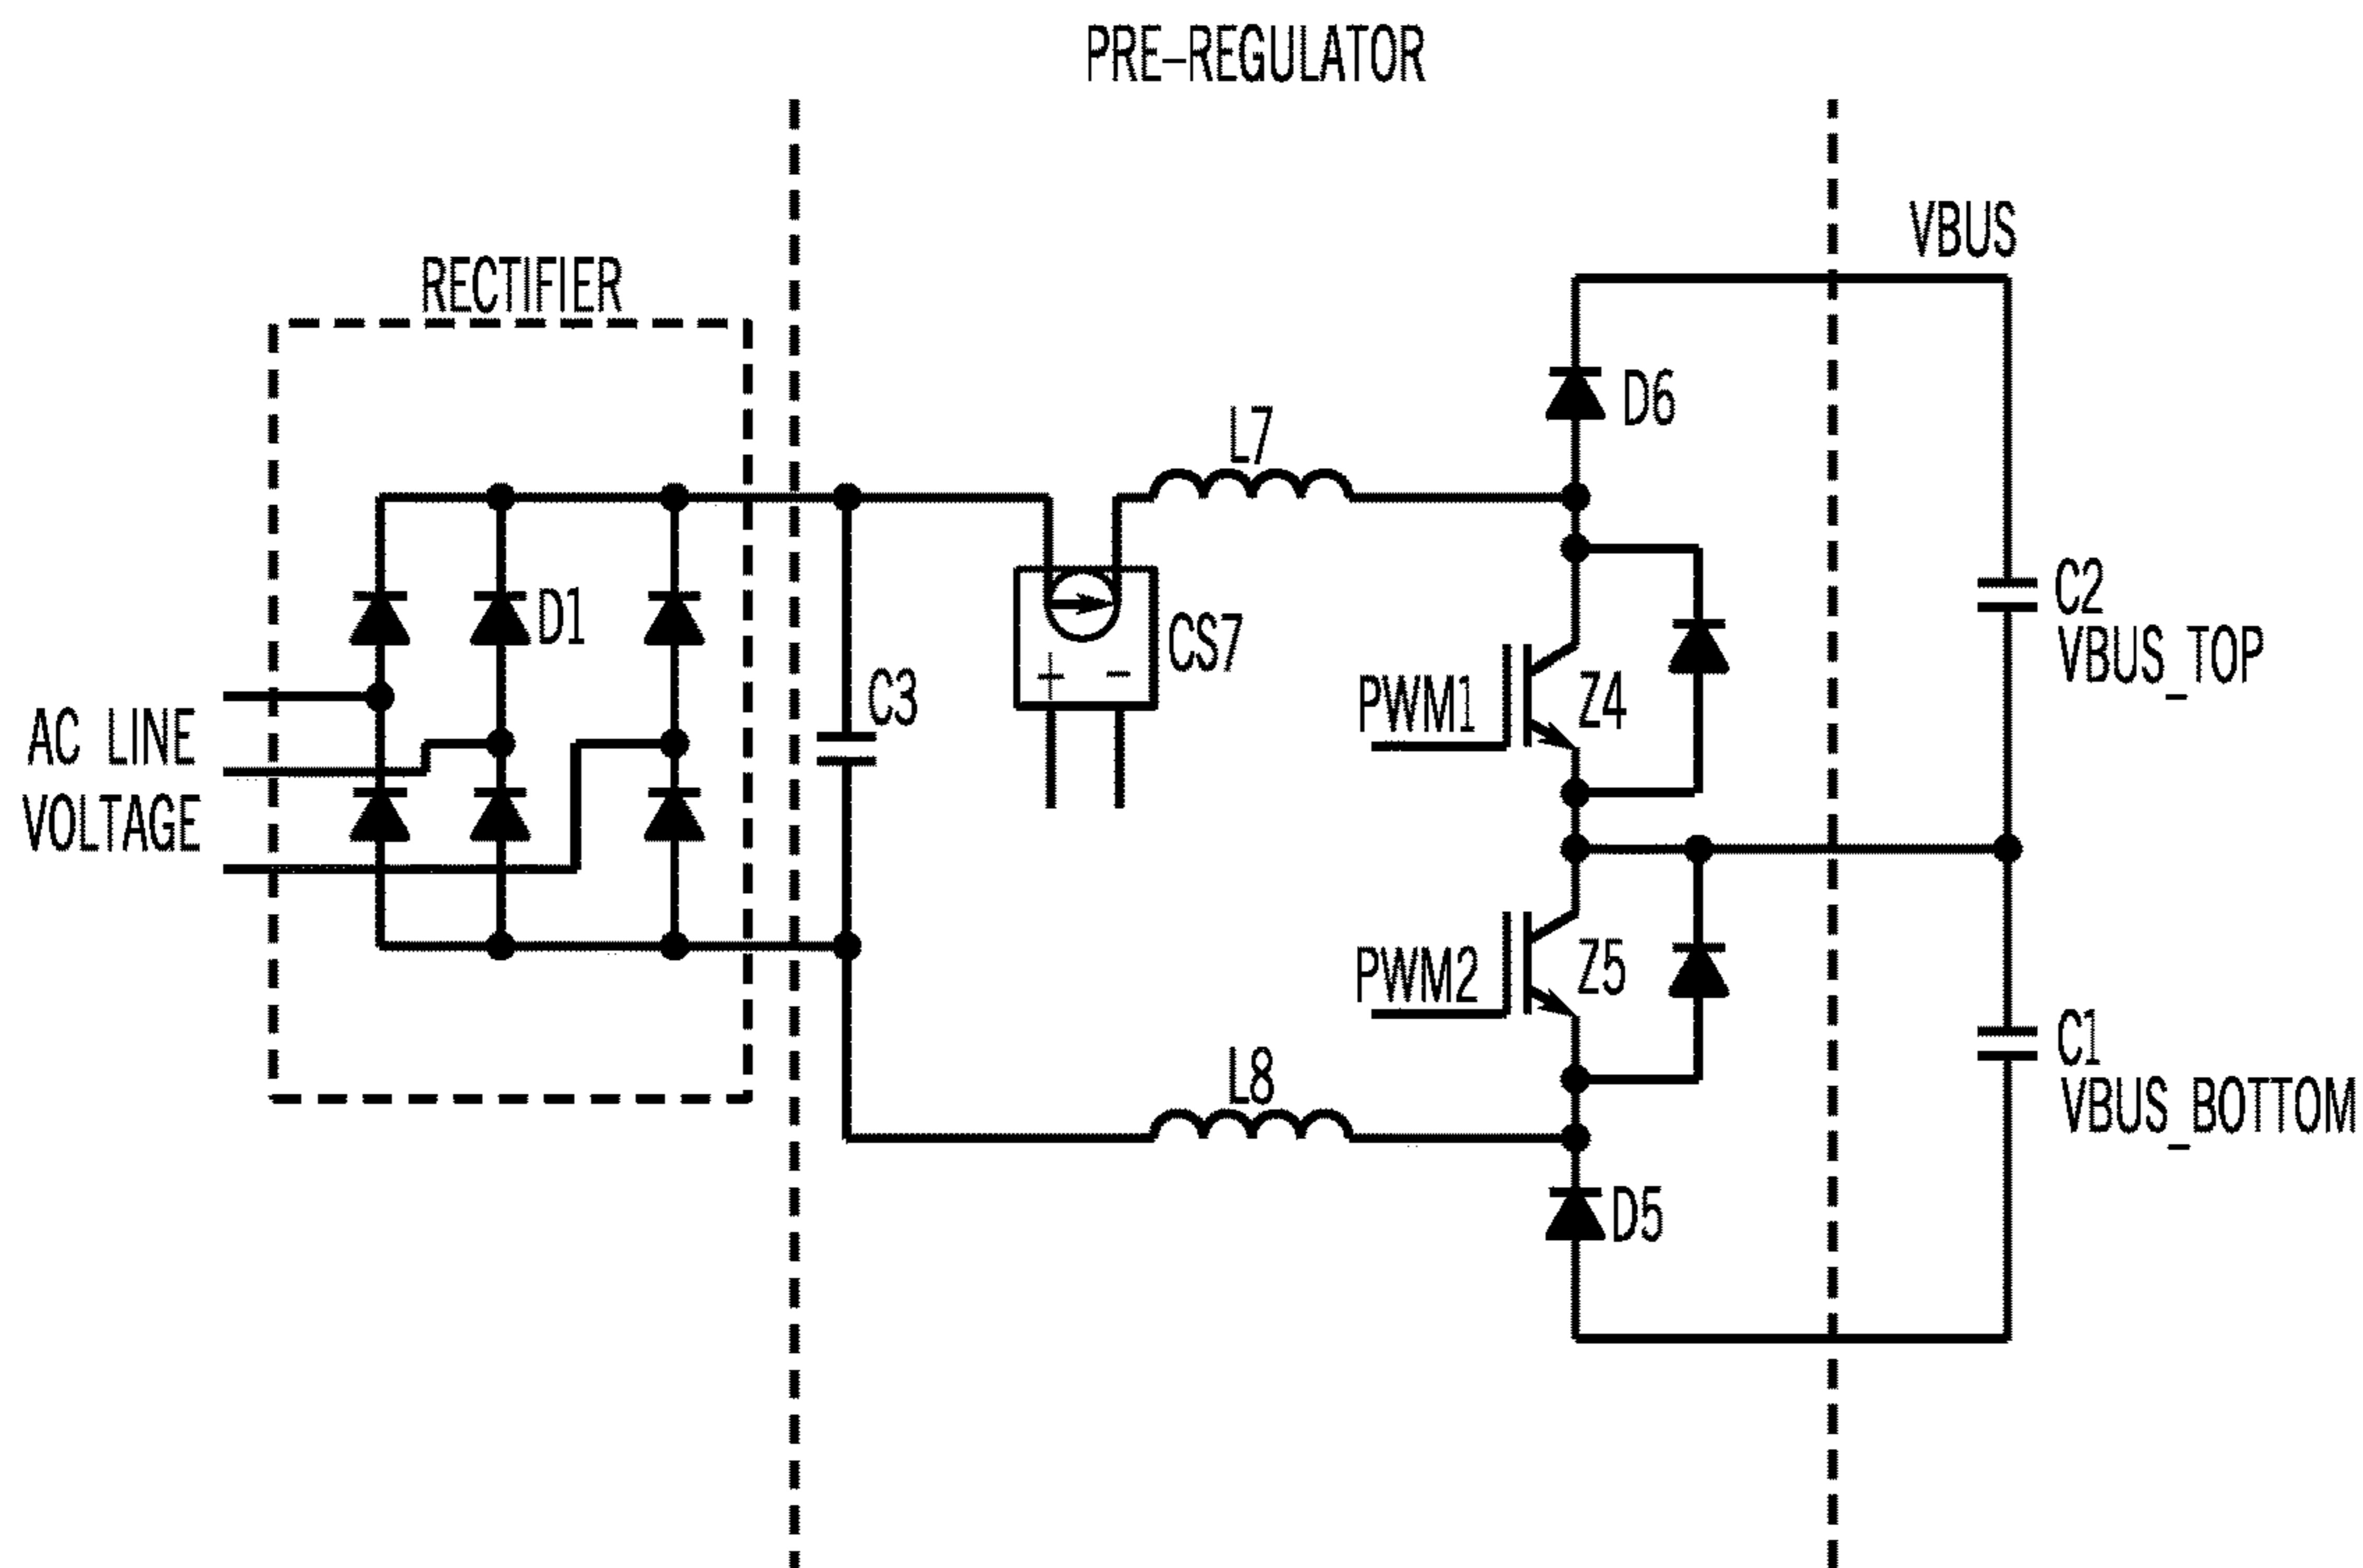 PRE-REGULATOR
VBUS
RECTIFIER
D6
L7
D1
C2
VBUS_TOP
CS7
+ -
C3
PWM1
Z4
AC LINE
VOLTAGE
PWM2
Z5
C1
VBUS_BOTTOM
L8
D5